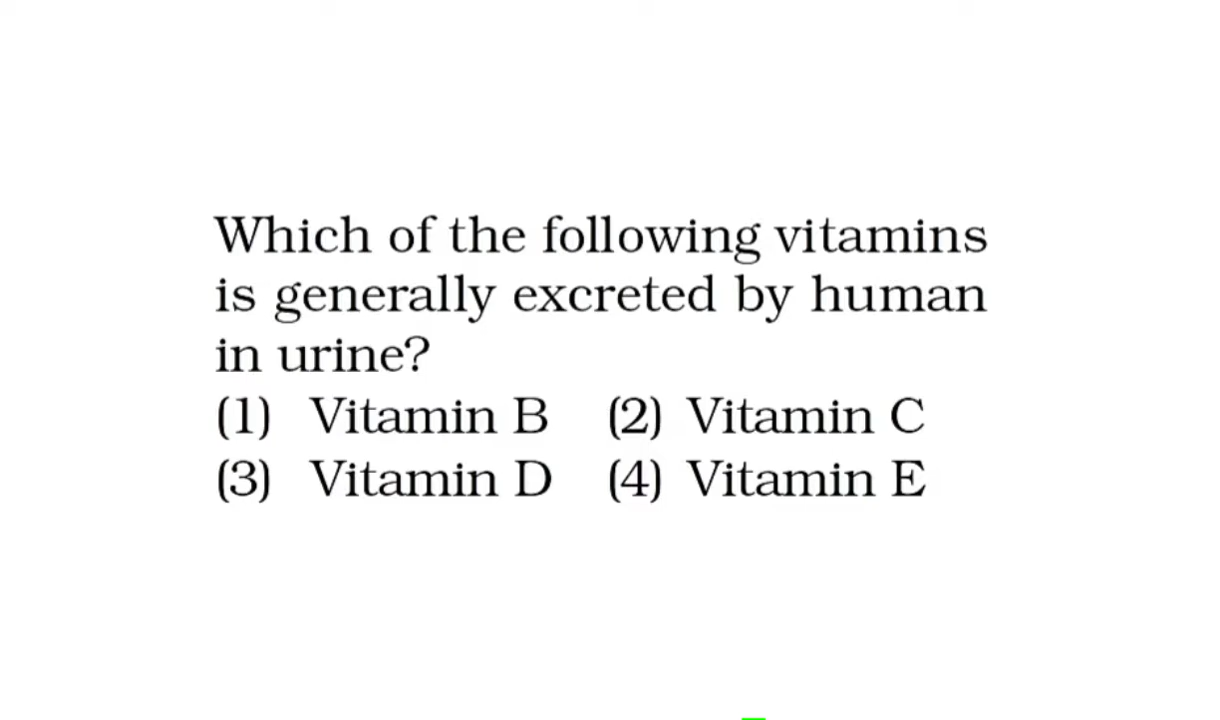 Which of the following vitamins
is generally excreted by human
in urine?
(1) Vitamin B (2) Vitamin C
(3) Vitamin D (4) Vitamin E